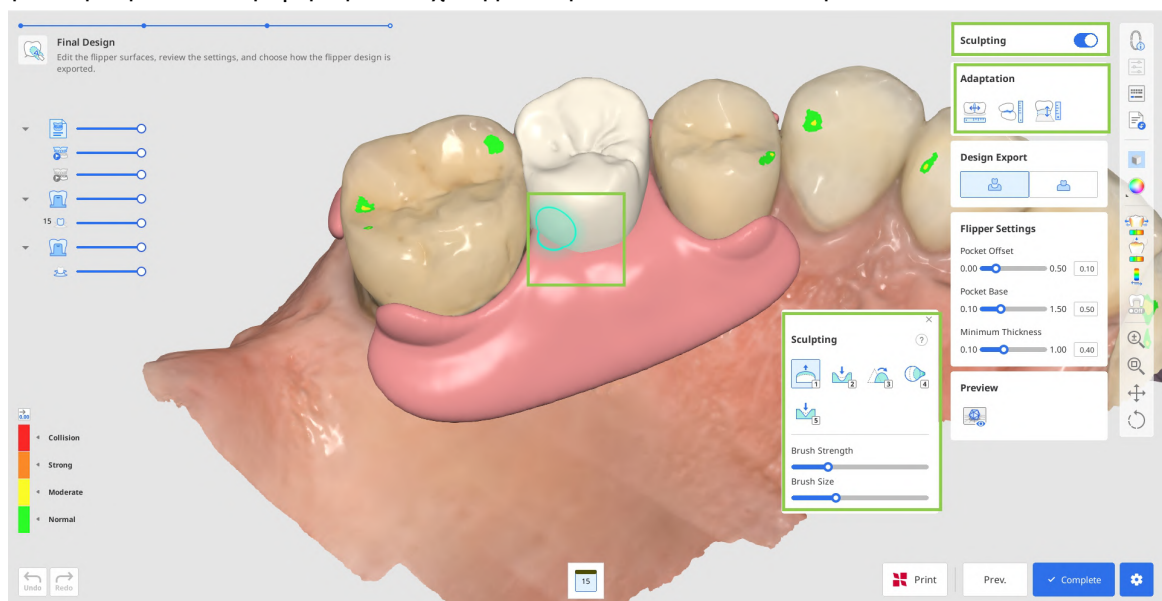 Final Design
Edit the flipper surfaces, review the settings, and choose how the flipper design is
exported.
15
0.00
Collision
Strong
Moderate
Normal
Undo
Redo
15
Sculpting
?
1
2
3
4
5
Brush Strength
Brush Size
Sculpting
Adaptation
Design Export
Flipper Settings
Pocket Offset
0.00 0.50 0.10
Pocket Base
0.10 1.50 0.50
Minimum Thickness
0.10 1.00 0.40
Preview
Print
Prev.
Complete